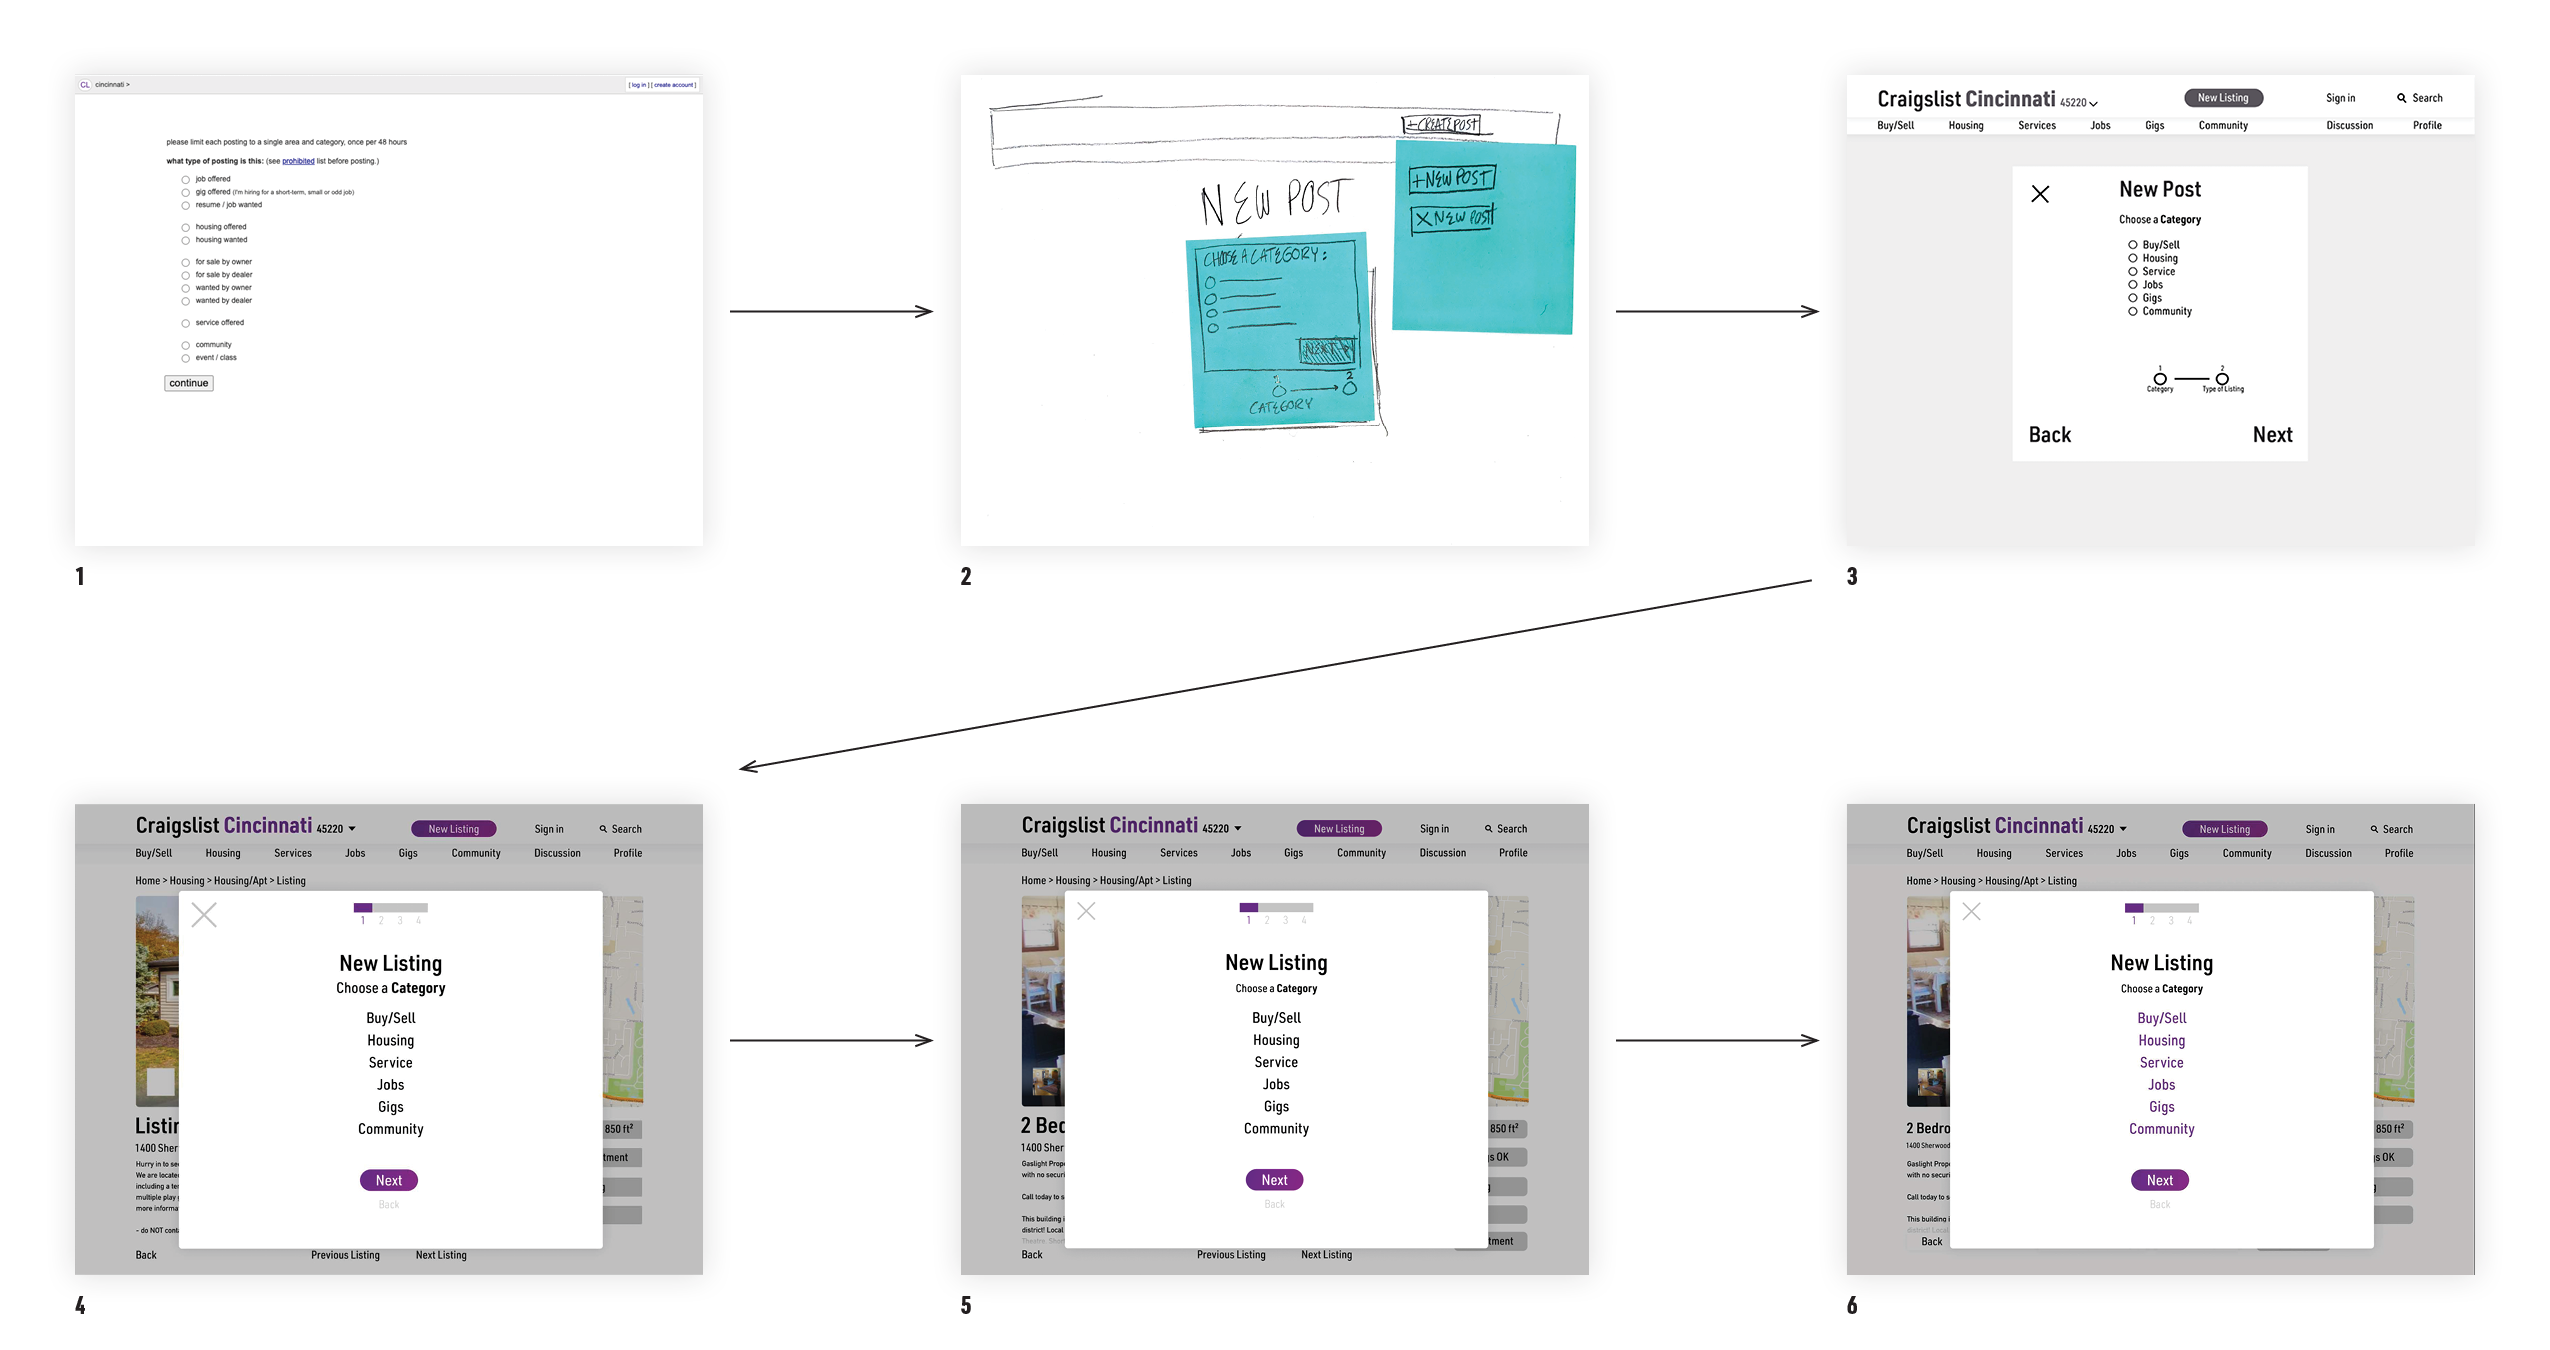 CL cincinnati >
[ log in ] [ create account ]
please limit each posting to a single area and category, once per 48 hours
what type of posting is this: (see prohibited list before posting.)
job offered
gig offered (I'm hiring for a short-term, small or odd job)
resume / job wanted
housing offered
housing wanted
for sale by owner
for sale by dealer
wanted by owner
wanted by dealer
service offered
community
event / class
continue
1
+CREATE POST
NEW POST
+NEW POST
X NEW POST
CHOOSE A CATEGORY:
NEXT
1 2
CATEGORY
2
Craigslist Cincinnati 45220
New Listing
Sign in
Search
Buy/Sell Housing Services Jobs Gigs Community Discussion Profile
New Post
Choose a Category
Buy/Sell
Housing
Service
Jobs
Gigs
Community
1 2
Category Type of Listing
Back Next
3
Craigslist Cincinnati 45220
New Listing
Sign in
Search
Buy/Sell Housing Services Jobs Gigs Community Discussion Profile
Home > Housing > Housing/Apt > Listing
1 2 3 4
New Listing
Choose a Category
Buy/Sell
Housing
Service
Jobs
Gigs
Community
Next
Back
Listin
1400 Sher
Hurry in to se
We are locate
including a te
multiple play
more informa
- do NOT cont
850 ft²
tment
g
Back Previous Listing Next Listing
4
Craigslist Cincinnati 45220
New Listing
Sign in
Search
Buy/Sell Housing Services Jobs Gigs Community Discussion Profile
Home > Housing > Housing/Apt > Listing
1 2 3 4
New Listing
Choose a Category
Buy/Sell
Housing
Service
Jobs
Gigs
Community
Next
Back
2 Bed
1400 Sher
Gaslight Prop
with no securi
Call today to s
This building i
district! Local
Theatre, Shor
850 ft²
s OK
tment
Back Previous Listing Next Listing
5
Craigslist Cincinnati 45220
New Listing
Sign in
Search
Buy/Sell Housing Services Jobs Gigs Community Discussion Profile
Home > Housing > Housing/Apt > Listing
1 2 3 4
New Listing
Choose a Category
Buy/Sell
Housing
Service
Jobs
Gigs
Community
Next
Back
2 Bedro
1400 Sherwood
Gaslight Prop
with no securi
Call today to s
This building i
district! Local
850 ft²
s OK
g
Back
6